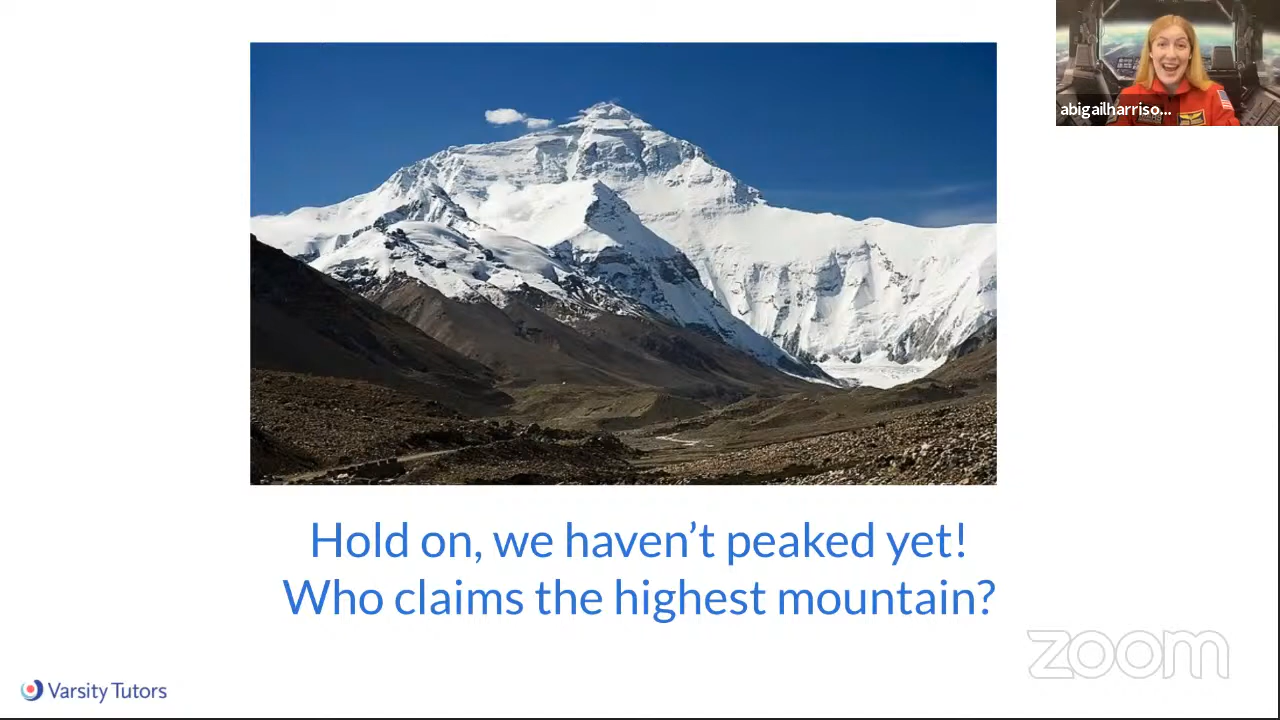 abigailharriso...
Hold on, we haven't peaked yet!
Who claims the highest mountain?
zoom
Varsity Tutors